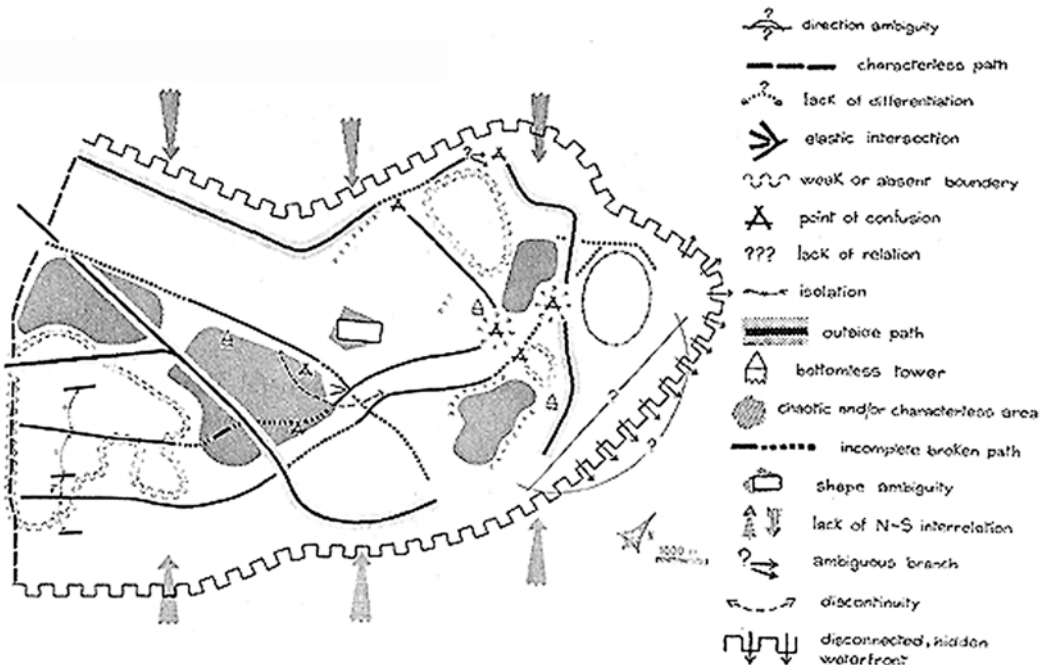 direction ambiguity
characterless path
lack of differentiation
elastic intersection
weak or absent boundary
point of confusion
??? lack of relation
isolation
outside path
bottomless tower
chaotic and/or characterless area
incomplete broken path
shape ambiguity
lack of N-S interrelation
ambiguous branch
discontinuity
disconnected, hidden
waterfront
N
3000 ft